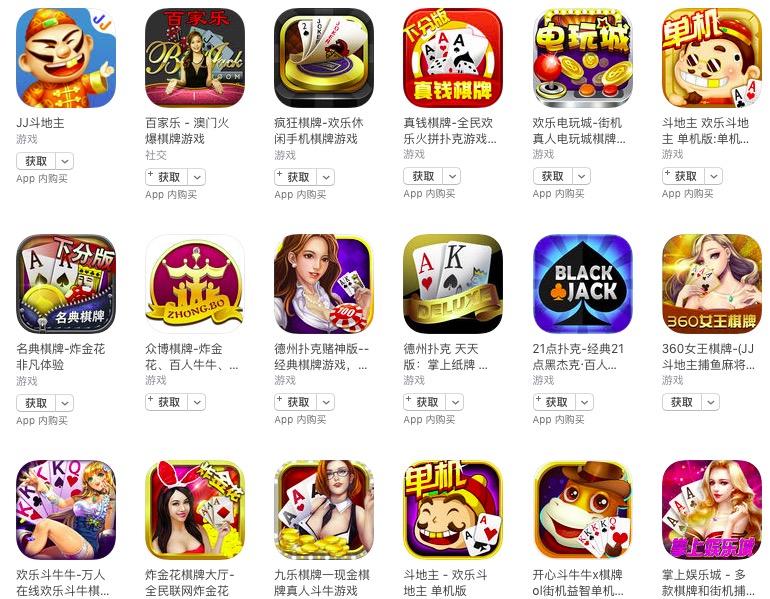 JJ
百家乐
Black Jack
ROOM
JOKER
JOKER
下分版
A A A
真钱棋牌
电玩城
单机
A A
JJ斗地主
游戏
获取
App 内购买
百家乐 - 澳门火
爆棋牌游戏
社交
+ 获取
App 内购买
疯狂棋牌-欢乐休
闲手机棋牌游戏
游戏
+ 获取
App 内购买
真钱棋牌-全民欢
乐火拼扑克游戏...
游戏
获取
App 内购买
欢乐电玩城-街机
真人电玩城棋牌...
游戏
获取
App 内购买
斗地主 欢乐斗地
主 单机版:单机...
游戏
+ 获取
App 内购买
下分版
A K
名典棋牌
ZHONG.BO
100
A K
DELUXE
BLACK
JACK
360女王棋牌
名典棋牌-炸金花
非凡体验
游戏
获取
App 内购买
众博棋牌-炸金
花、百人牛牛、...
游戏
+ 获取
德州扑克赌神版--
经典棋牌游戏，...
游戏
+ 获取
App 内购买
德州扑克 天天
版：掌上纸牌 ...
游戏
+ 获取
App 内购买
21点扑克-经典21
点黑杰克·百人...
游戏
+ 获取
App 内购买
360女王棋牌-(JJ
斗地主捕鱼麻将...
游戏
获取
K K K Q
炸金花
A
单机
A A
K K K A
掌上娱乐城
欢乐斗牛牛-万人
在线欢乐斗牛棋...
炸金花棋牌大厅-
全民联网炸金花
九乐棋牌一现金棋
牌真人斗牛游戏
斗地主 - 欢乐斗
地主 单机版
开心斗牛牛x棋牌
ol街机益智单机...
掌上娱乐城 - 多
款棋牌和街机捕...